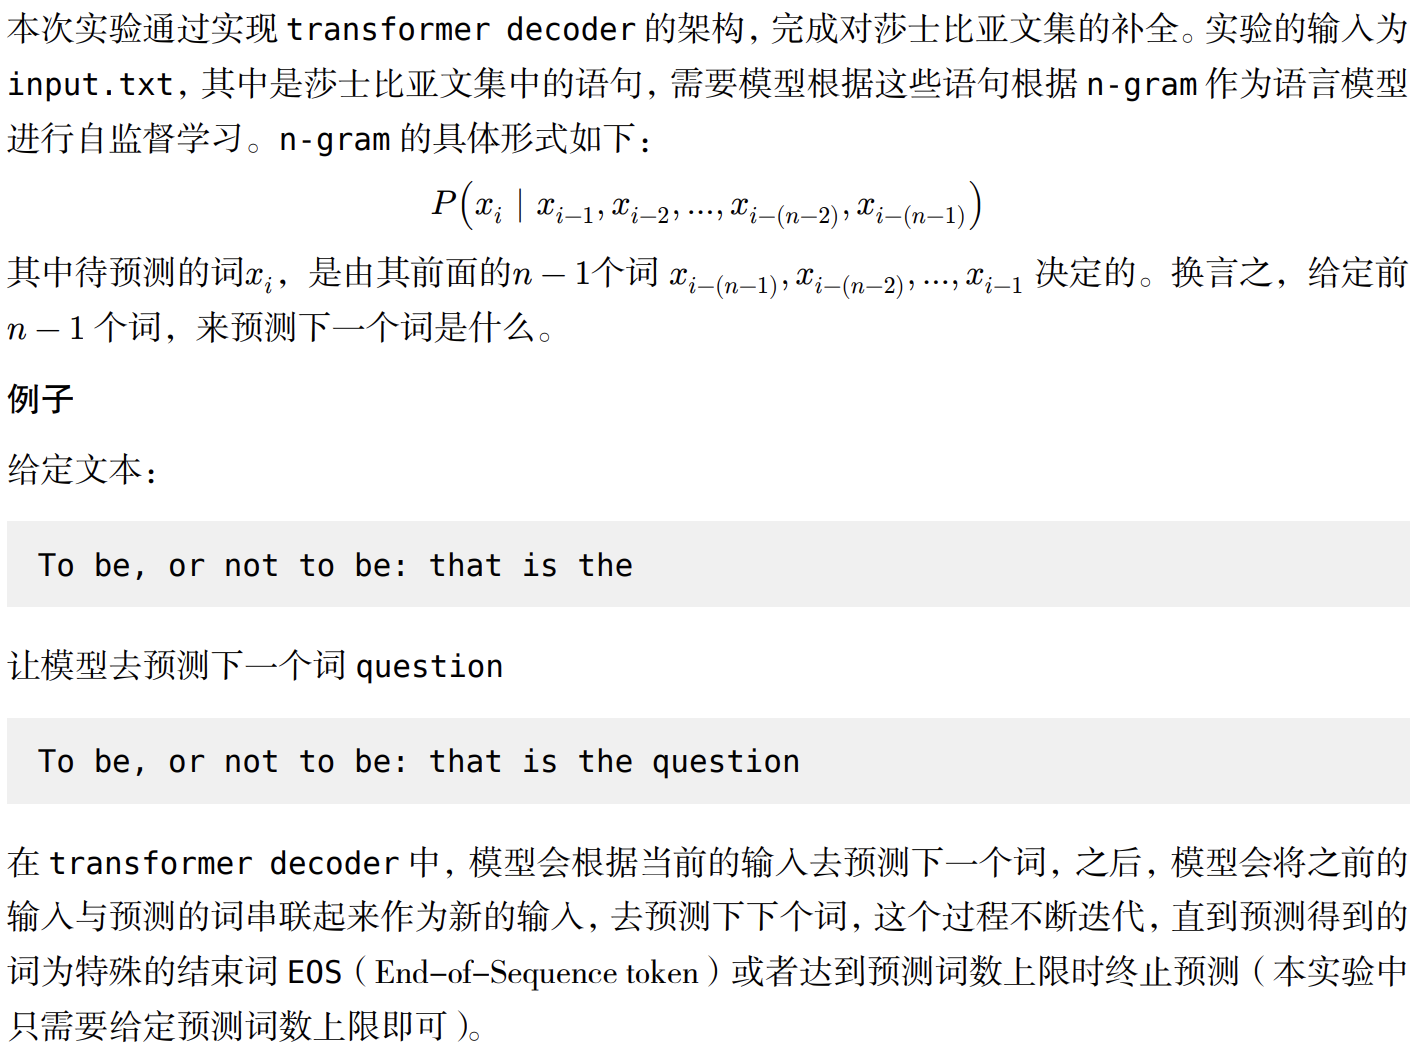 本次实验通过实现 transformer decoder 的架构，完成对莎士比亚文集的补全。实验的输入为
input.txt，其中是莎士比亚文集中的语句，需要模型根据这些语句根据 n-gram 作为语言模型
进行自监督学习。n-gram 的具体形式如下：
P(x_i | x_{i−1}, x_{i−2}, ..., x_{i−(n−2)}, x_{i−(n−1)})
其中待预测的词x_i，是由其前面的n − 1个词 x_{i−(n−1)}, x_{i−(n−2)}, ..., x_{i−1} 决定的。换言之，给定前
n − 1 个词，来预测下一个词是什么。
例子
给定文本：
To be, or not to be: that is the
让模型去预测下一个词 question
To be, or not to be: that is the question
在 transformer decoder 中，模型会根据当前的输入去预测下一个词，之后，模型会将之前的
输入与预测的词串联起来作为新的输入，去预测下下个词，这个过程不断迭代，直到预测得到的
词为特殊的结束词 EOS（End-of-Sequence token）或者达到预测词数上限时终止预测（本实验中
只需要给定预测词数上限即可）。